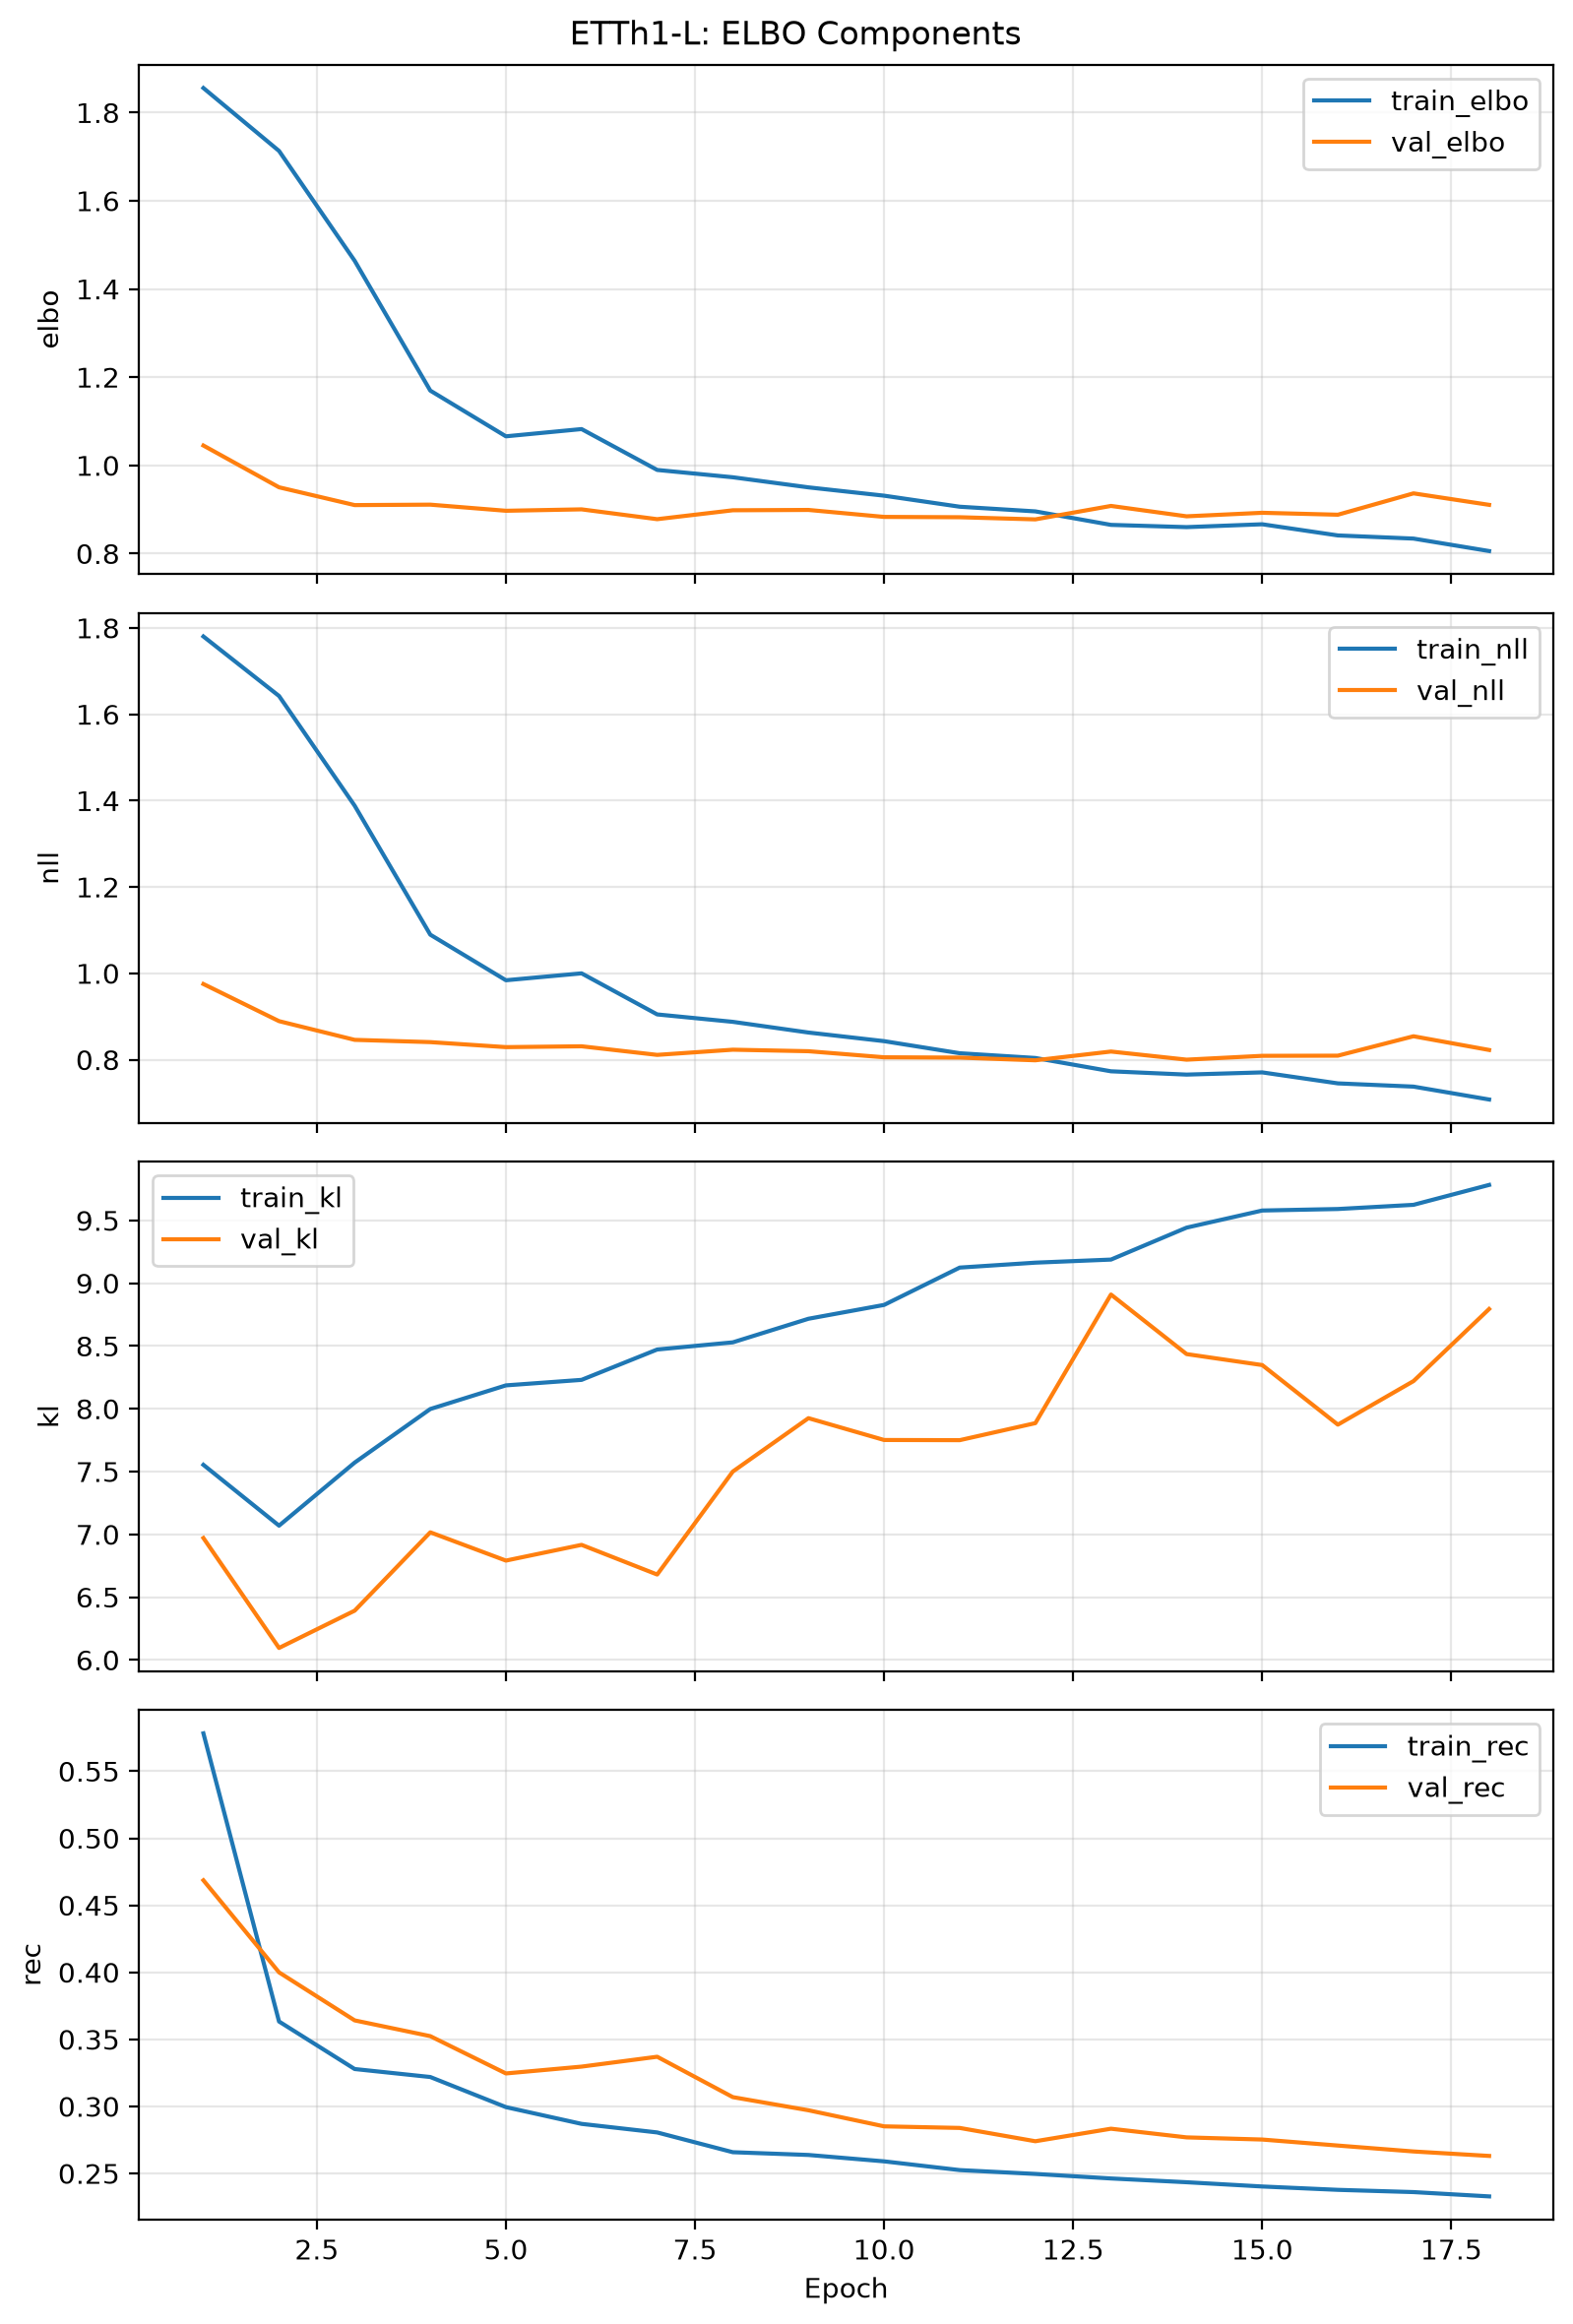 ETTh1-L: ELBO Components
train_elbo
val_elbo
1.8
1.6
1.4
1.2
1.0
0.8
elbo
train_nll
val_nll
1.8
1.6
1.4
1.2
1.0
0.8
nll
train_kl
val_kl
9.5
9.0
8.5
8.0
7.5
7.0
6.5
6.0
kl
train_rec
val_rec
0.55
0.50
0.45
0.40
0.35
0.30
0.25
rec
2.5 5.0 7.5 10.0 12.5 15.0 17.5
Epoch